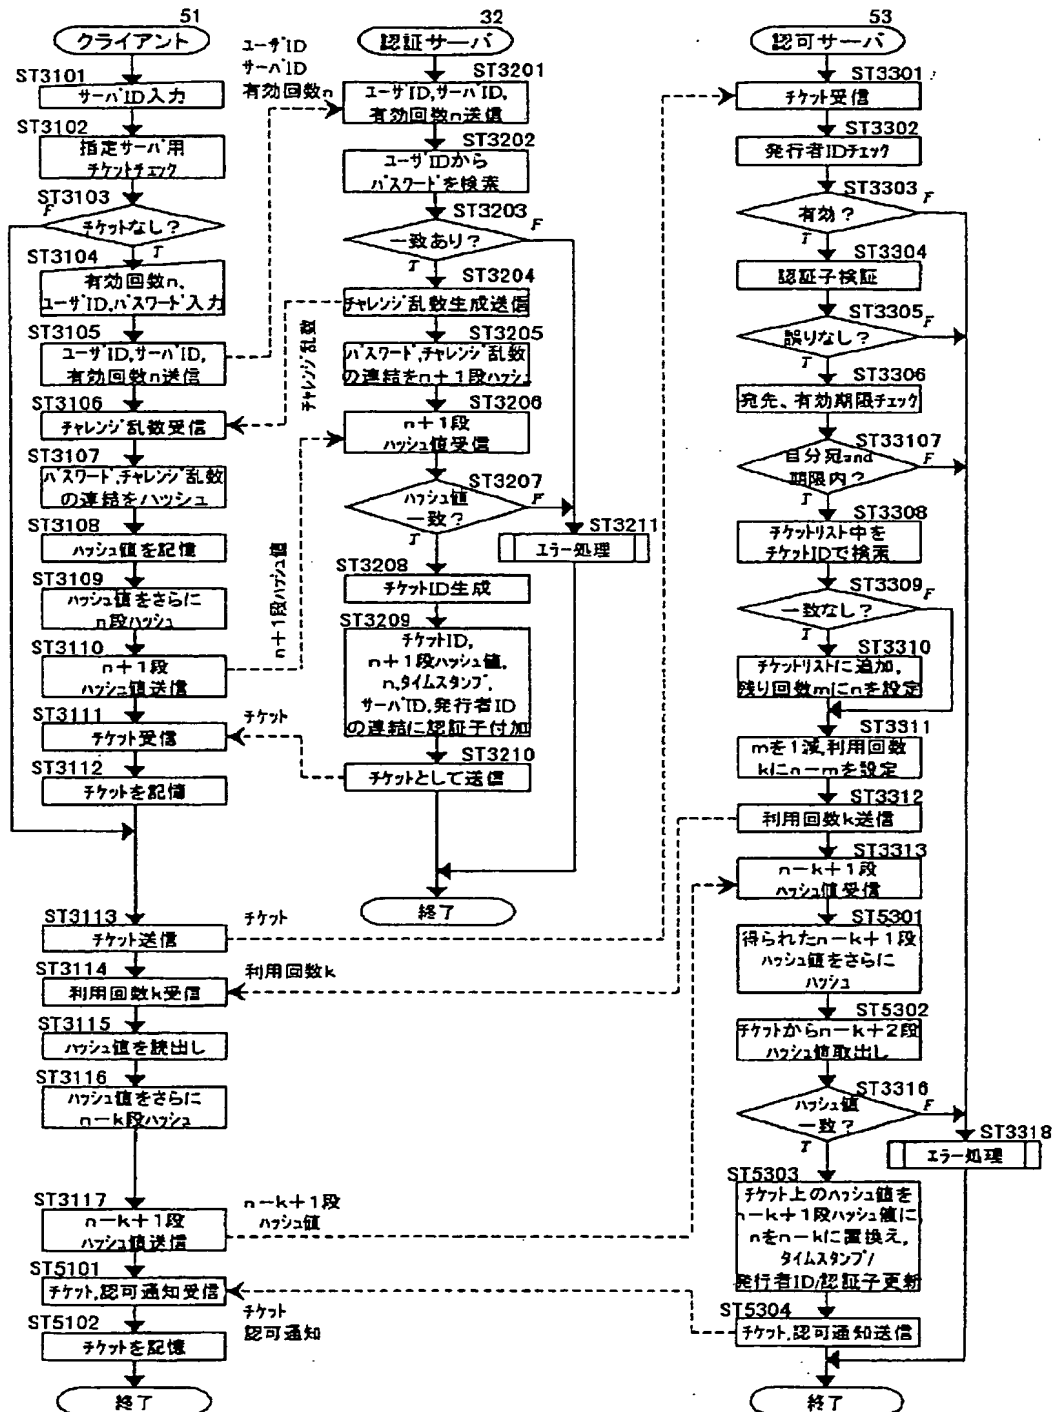 51
クライアント
ST3101
サーバID入力
ST3102
指定サーバ用
チケットチェック
ST3103
F
チケットなし?
T
ST3104
有効回数n,
ユーザID,パスワード入力
ST3105
ユーザID,サーバID,
有効回数n送信
ST3106
チャレンジ乱数受信
ST3107
パスワード,チャレンジ乱数
の連結をハッシュ
ST3108
ハッシュ値を記憶
ST3109
ハッシュ値をさらに
n段ハッシュ
ST3110
n+1段
ハッシュ値送信
ST3111
チケット受信
ST3112
チケットを記憶
ST3113
チケット送信
ST3114
利用回数k受信
ST3115
ハッシュ値を読出し
ST3116
ハッシュ値をさらに
n-k段ハッシュ
ST3117
n-k+1段
ハッシュ値送信
ST5101
チケット,認可通知受信
ST5102
チケットを記憶
終了
ユーザID
サーバID
有効回数n
チャレンジ乱数
n+1段ハッシュ値
チケット
チケット
利用回数k
n-k+1段
ハッシュ値
チケット
認可通知
32
認証サーバ
ST3201
ユーザID,サーバID,
有効回数n送信
ST3202
ユーザIDから
パスワードを検索
ST3203
一致あり?
F
T
ST3204
チャレンジ乱数生成送信
ST3205
パスワード,チャレンジ乱数
の連結をn+1段ハッシュ
ST3206
n+1段
ハッシュ値受信
ST3207
ハッシュ値
一致?
F
T
ST3211
エラー処理
ST3208
チケットID生成
ST3209
チケットID,
n+1段ハッシュ値,
n,タイムスタンプ,
サーバID,発行者ID
の連結に認証子付加
ST3210
チケットとして送信
終了
53
認可サーバ
ST3301
チケット受信
ST3302
発行者IDチェック
ST3303
有効?
F
T
ST3304
認証子検証
ST3305
誤りなし?
F
T
ST3306
宛先、有効期限チェック
ST33107
自分宛and
期限内?
F
T
ST3308
チケットリスト中を
チケットIDで検索
ST3309
一致なし?
F
T
ST3310
チケットリストに追加,
残り回数mにnを設定
ST3311
mを1減,利用回数
kにn-mを設定
ST3312
利用回数k送信
ST3313
n-k+1段
ハッシュ値受信
ST5301
得られたn-k+1段
ハッシュ値をさらに
ハッシュ
ST5302
チケットからn-k+2段
ハッシュ値取出し
ST3316
ハッシュ値
一致?
F
T
ST3318
エラー処理
ST5303
チケット上のハッシュ値を
n-k+1段ハッシュ値に
nをn-kに置換え,
タイムスタンプ/
発行者ID/認証子更新
ST5304
チケット,認可通知送信
終了